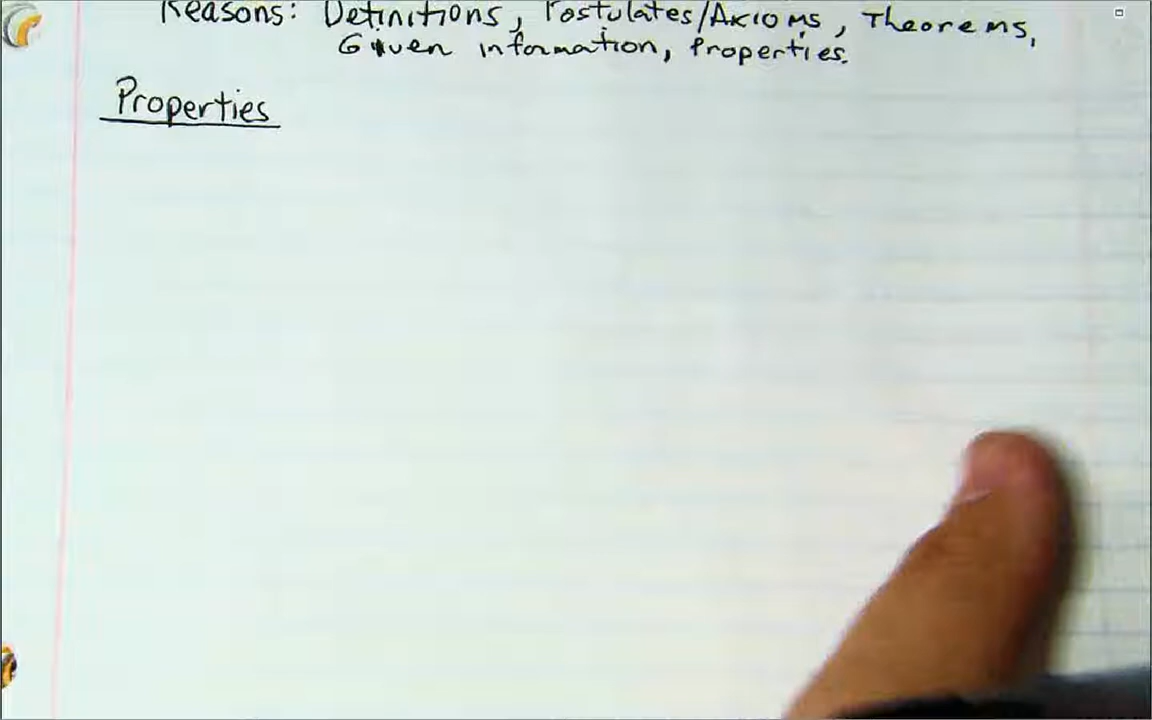 Reasons: Definitions, Postulates/Axioms, Theorems,
Given information, Properties.
Properties